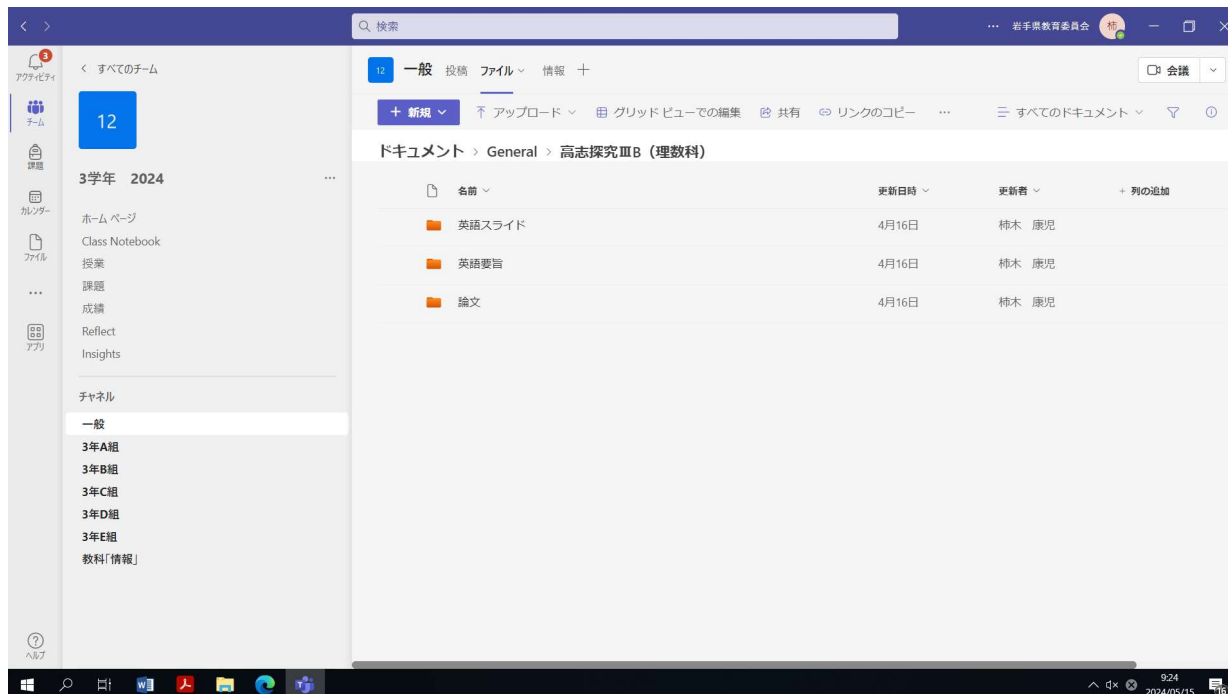 検索
岩手県教育委員会
柿
3
アクティビティ
チーム
課題
カレンダー
ファイル
アプリ
ヘルプ
すべてのチーム
12
3学年 2024
ホーム ページ
Class Notebook
授業
課題
成績
Reflect
Insights
チャネル
一般
3年A組
3年B組
3年C組
3年D組
3年E組
教科「情報」
12 一般 投稿 ファイル 情報 +
会議
+ 新規 アップロード グリッド ビューでの編集 共有 リンクのコピー … すべてのドキュメント
ドキュメント > General > 高志探究ⅢB(理数科)
名前 更新日時 更新者 + 列の追加
英語スライド 4月16日 柿木 康児
英語要旨 4月16日 柿木 康児
論文 4月16日 柿木 康児
9:24
2024/05/15
16